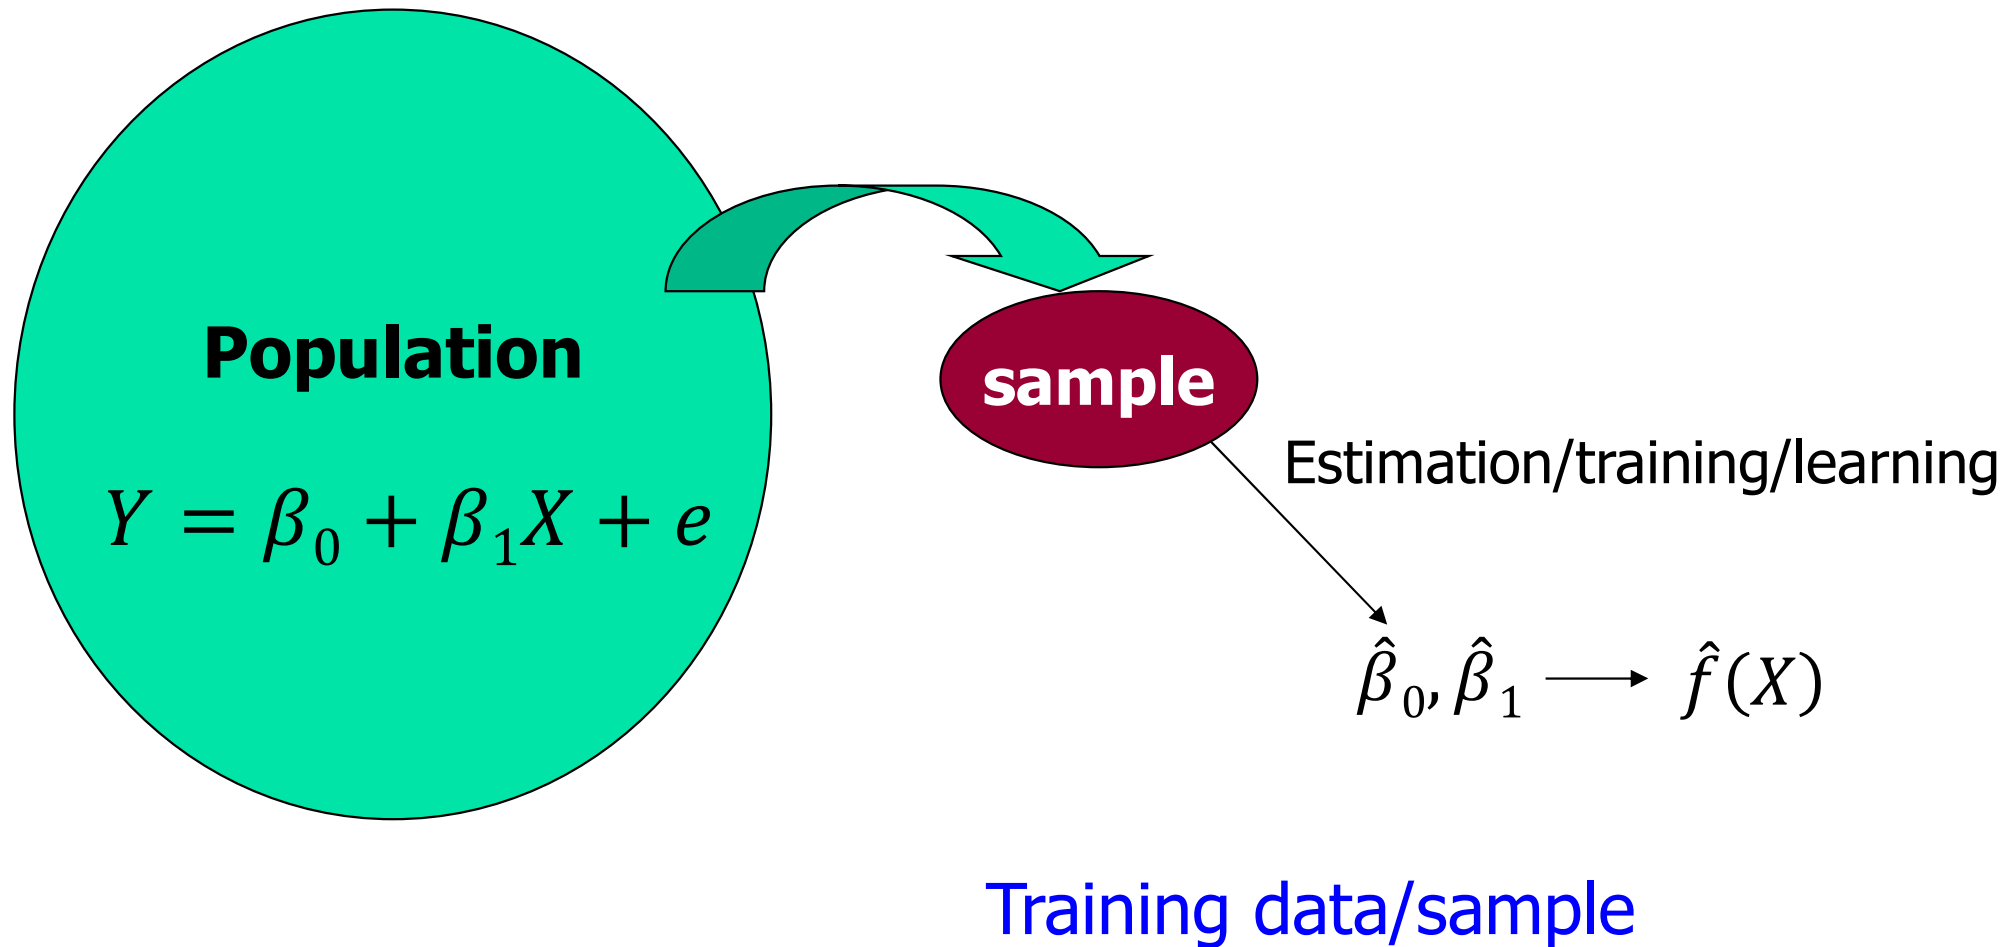 Population
Y = β₀ + β₁X + e
sample
Estimation/training/learning
β̂₀, β̂₁ ⟶ f̂(X)
Training data/sample